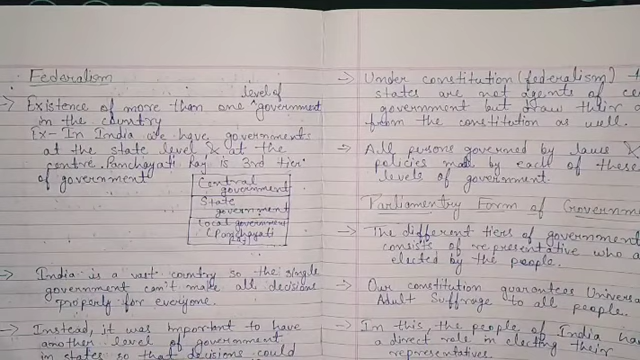 Federalism
level of
→ Existence of more than one ^government
in the country
Ex- In India we have governments
at the state level & at the
centre. Panchayati Raj is 3rd tier
of government
Central
government
State
government
Local government
(Panchayati
Raj)
→ India is a vast country so the single
government can't make all decisions
properly for everyone.
→ Instead, it was important to have
another level of government
in states so that decisions could
→ Under constitution (federalism)
states are not agents of
government but draw their
from the constitution as well.
→ All persons governed by laws &
policies made by each of these
levels of government.
Parliamentry Form of
→ The different tiers of government
consists of representative who
elected by the people.
→ Our constitution guarantees
Adult Suffrage to all people.
→ In this, the people of India
a direct role in electing their
representatives